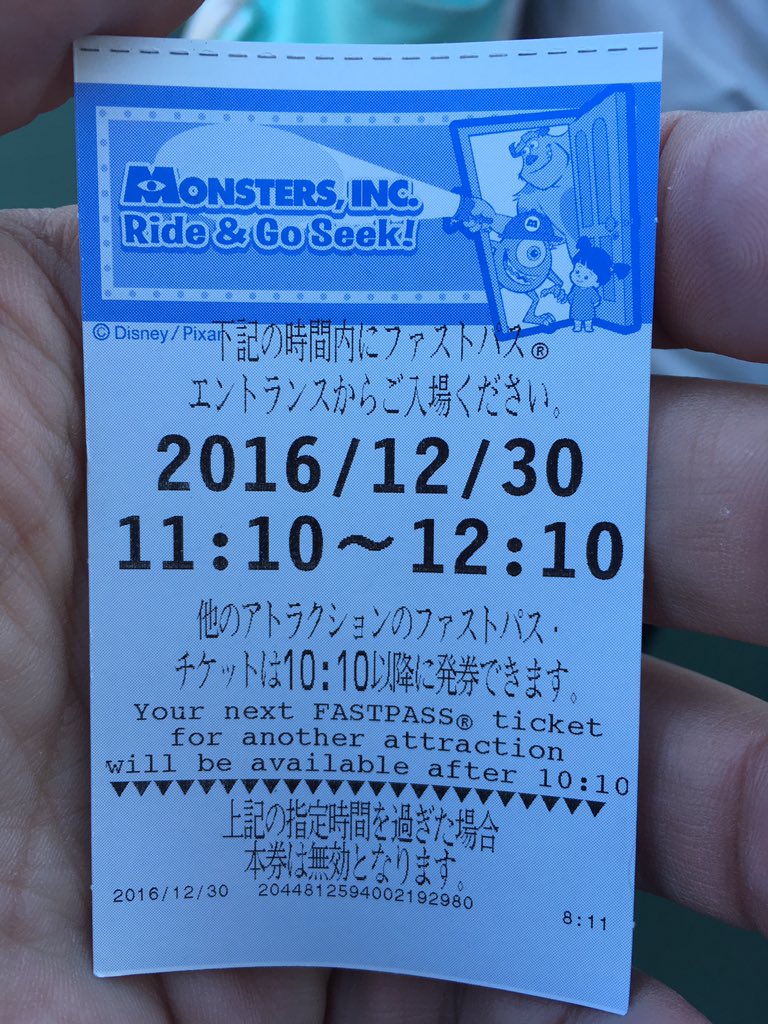 MONSTERS, INC.
Ride & Go Seek!
© Disney/Pixar
下記の時間内にファストパス®
エントランスからご入場ください。
2016/12/30
11:10～12:10
他のアトラクションのファストパス・
チケットは10:10以降に発券できます。
Your next FASTPASS® ticket
for another attraction
will be available after 10:10
▼▼▼▼▼▼▼▼▼▼▼▼▼▼▼▼▼▼▼▼▼
上記の指定時間を過ぎた場合
本券は無効となります。
2016/12/30 2044812594002192980
8:11